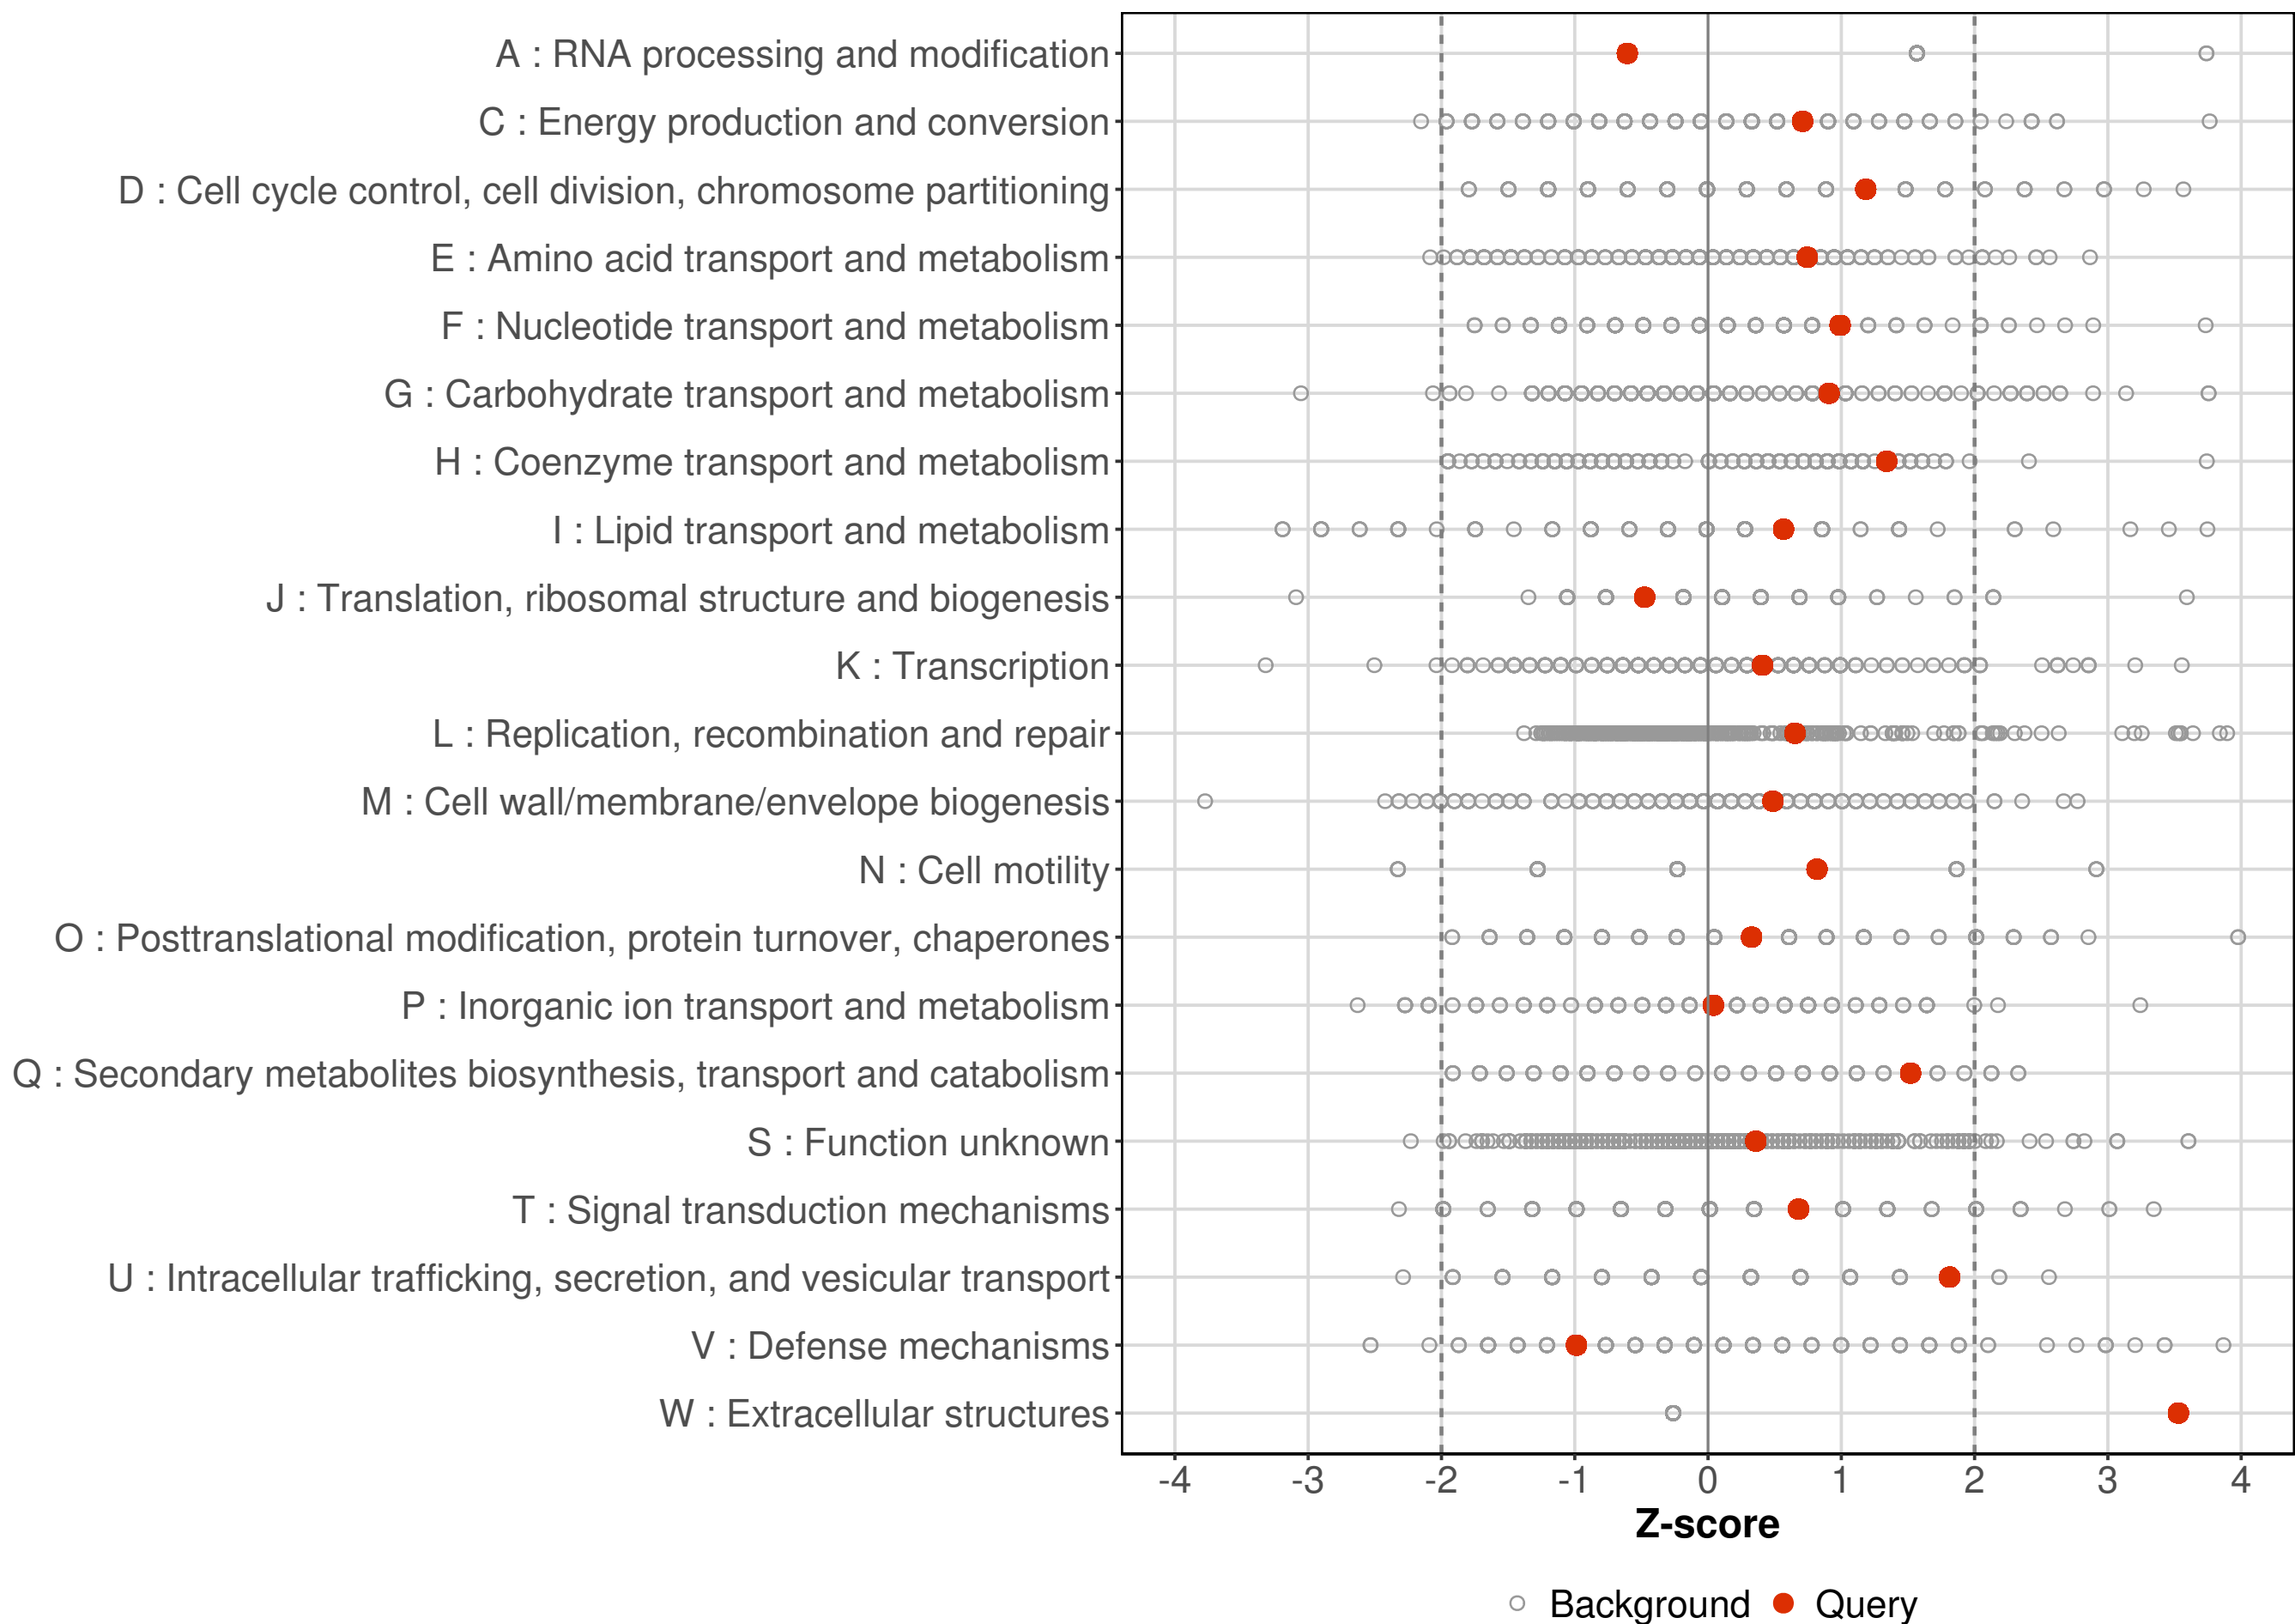 A : RNA processing and modification
C : Energy production and conversion
D : Cell cycle control, cell division, chromosome partitioning
E : Amino acid transport and metabolism
F : Nucleotide transport and metabolism
G : Carbohydrate transport and metabolism
H : Coenzyme transport and metabolism
I : Lipid transport and metabolism
J : Translation, ribosomal structure and biogenesis
K : Transcription
L : Replication, recombination and repair
M : Cell wall/membrane/envelope biogenesis
N : Cell motility
O : Posttranslational modification, protein turnover, chaperones
P : Inorganic ion transport and metabolism
Q : Secondary metabolites biosynthesis, transport and catabolism
S : Function unknown
T : Signal transduction mechanisms
U : Intracellular trafficking, secretion, and vesicular transport
V : Defense mechanisms
W : Extracellular structures
-4 -3 -2 -1 0 1 2 3 4
Z-score
Background Query